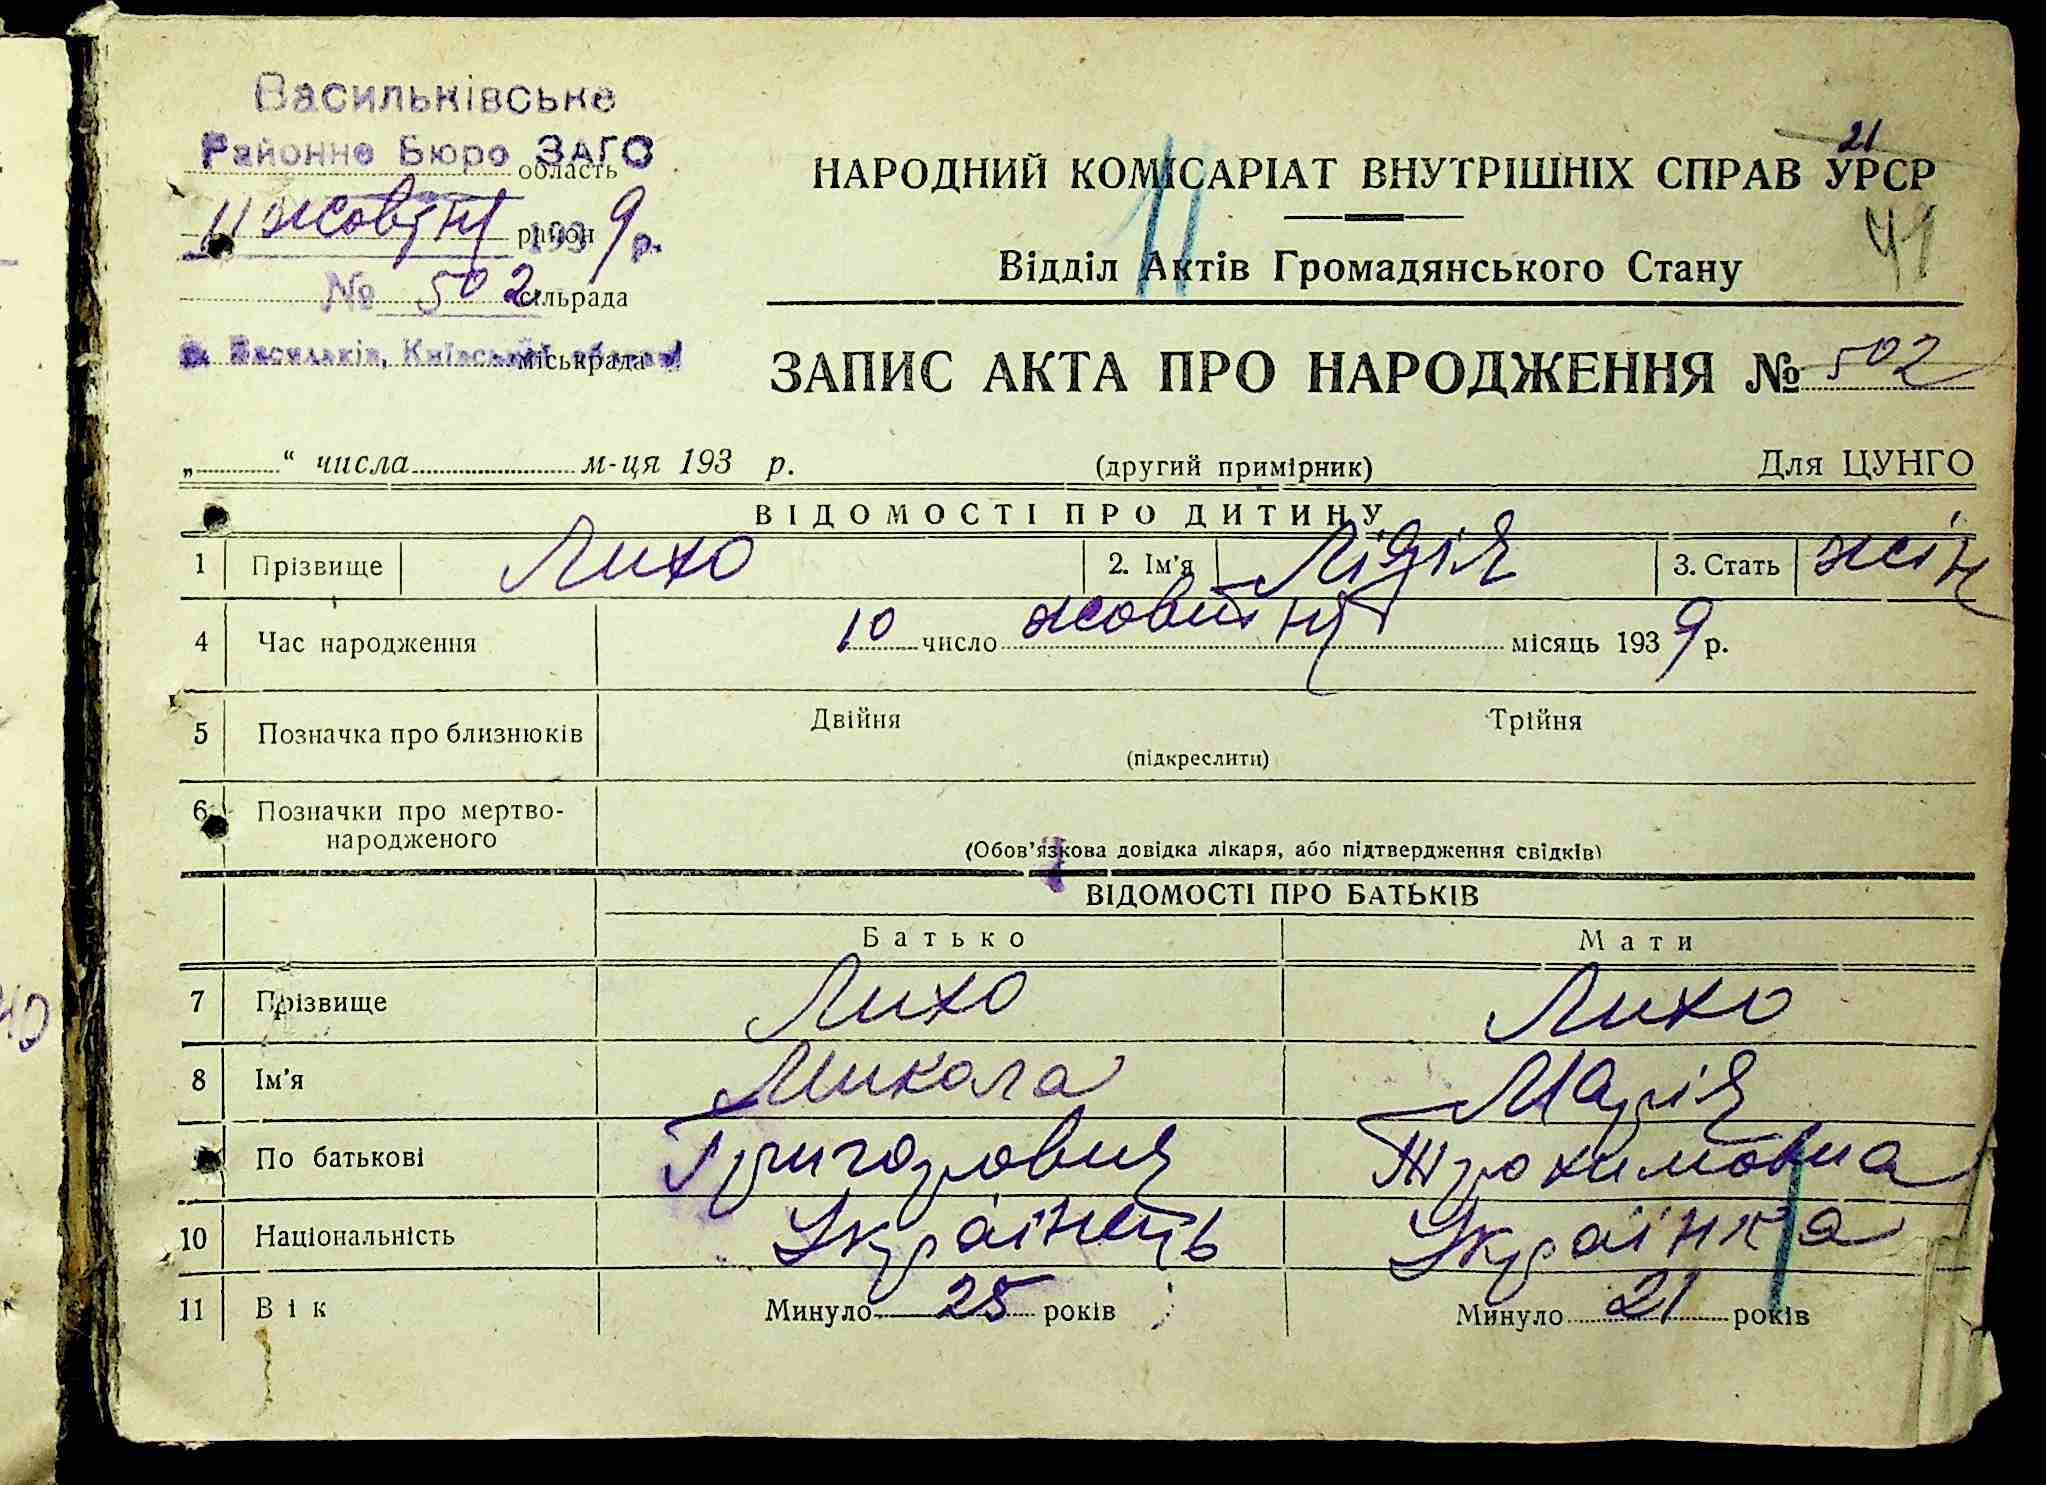 Васильківське
Районне Бюро ЗАГС
область
11 жовтня район 1939 р.
№ 502 сільрада
м. Васильків, Київської області міськрада
21
НАРОДНИЙ КОМІСАРІАТ ВНУТРІШНІХ СПРАВ УРСР
11
49
Відділ Актів Громадянського Стану
ЗАПИС АКТА ПРО НАРОДЖЕННЯ № 502
„ “ числа м-ця 193 р. (другий примірник) Для ЦУНГО
ВІДОМОСТІ ПРО ДИТИНУ
1 Прізвище Лихо 2. Ім’я Лідія 3. Стать жін
4 Час народження 10 число жовтня місяць 1939 р.
5 Позначка про близнюків Двійня Трійня
(підкреслити)
6 Позначки про мертво-
народженого
(Обов’язкова довідка лікаря, або підтвердження свідків)
ВІДОМОСТІ ПРО БАТЬКІВ
Батько Мати
7 Прізвище Лихо Лихо
8 Ім’я Микола Марія
По батькові Григорович Трохимовна
10 Національність Українець Українка
11 Вік Минуло 25 років Минуло 21 років